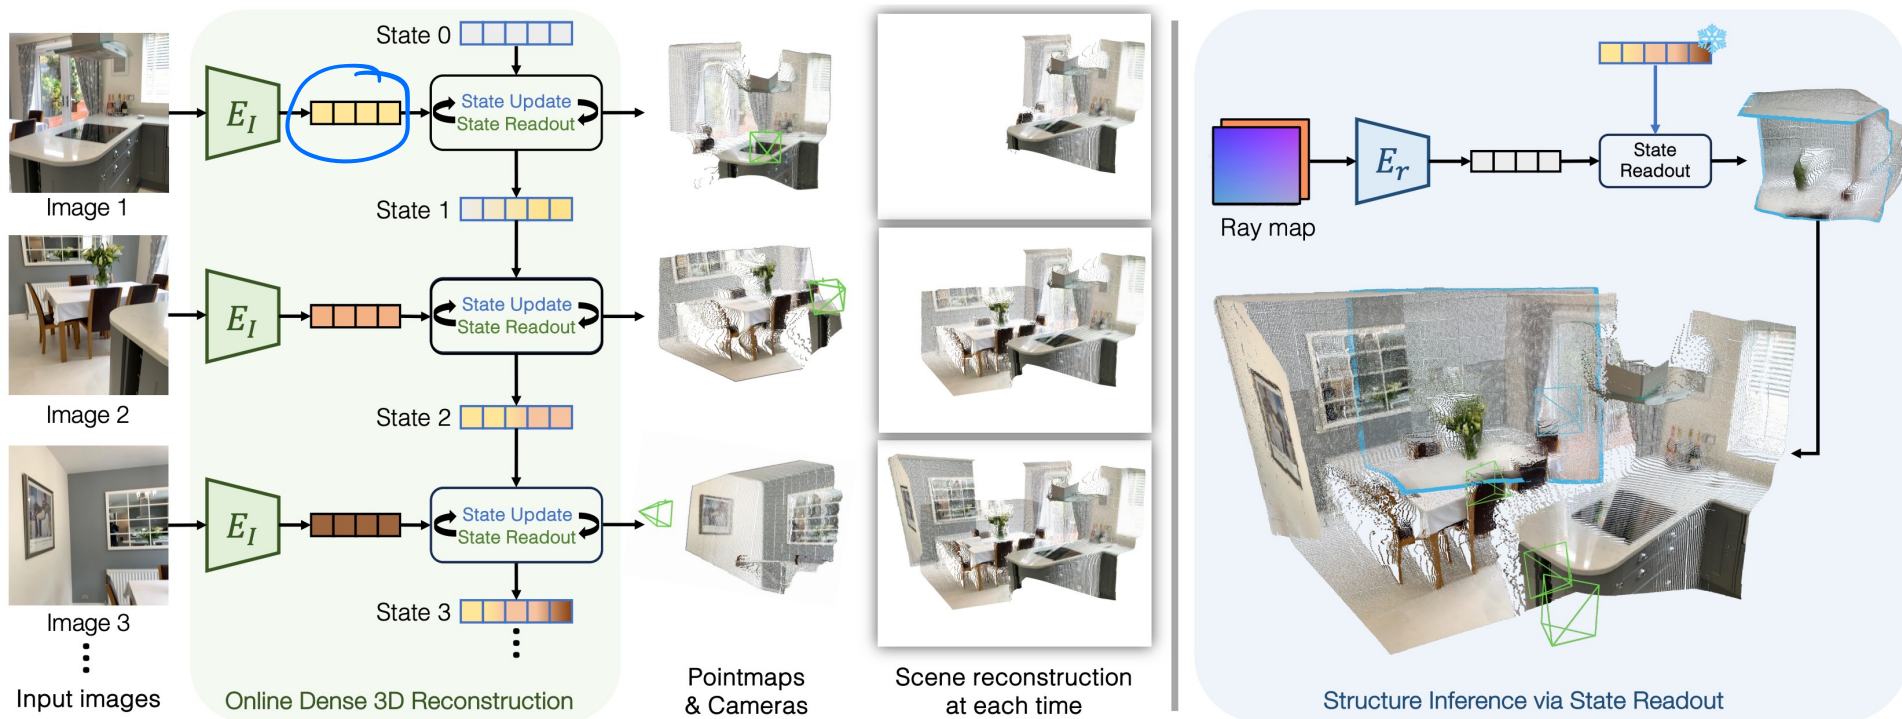 State 0
E_I
State Update
State Readout
Image 1
State 1
E_I
State Update
State Readout
Image 2
State 2
E_I
State Update
State Readout
Image 3
State 3
Input images
Online Dense 3D Reconstruction
Pointmaps
& Cameras
Scene reconstruction
at each time
Ray map
E_r
State
Readout
Structure Inference via State Readout